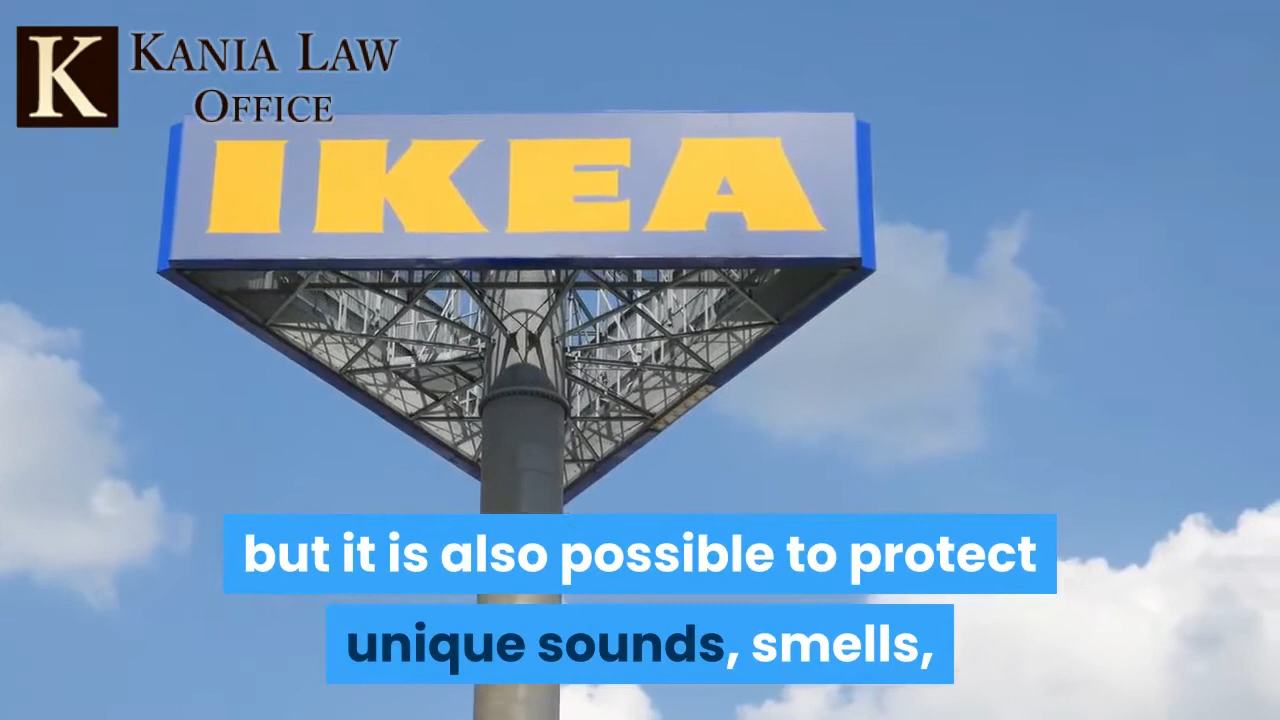 K
KANIA LAW
OFFICE
IKEA
but it is also possible to protect
unique sounds, smells,